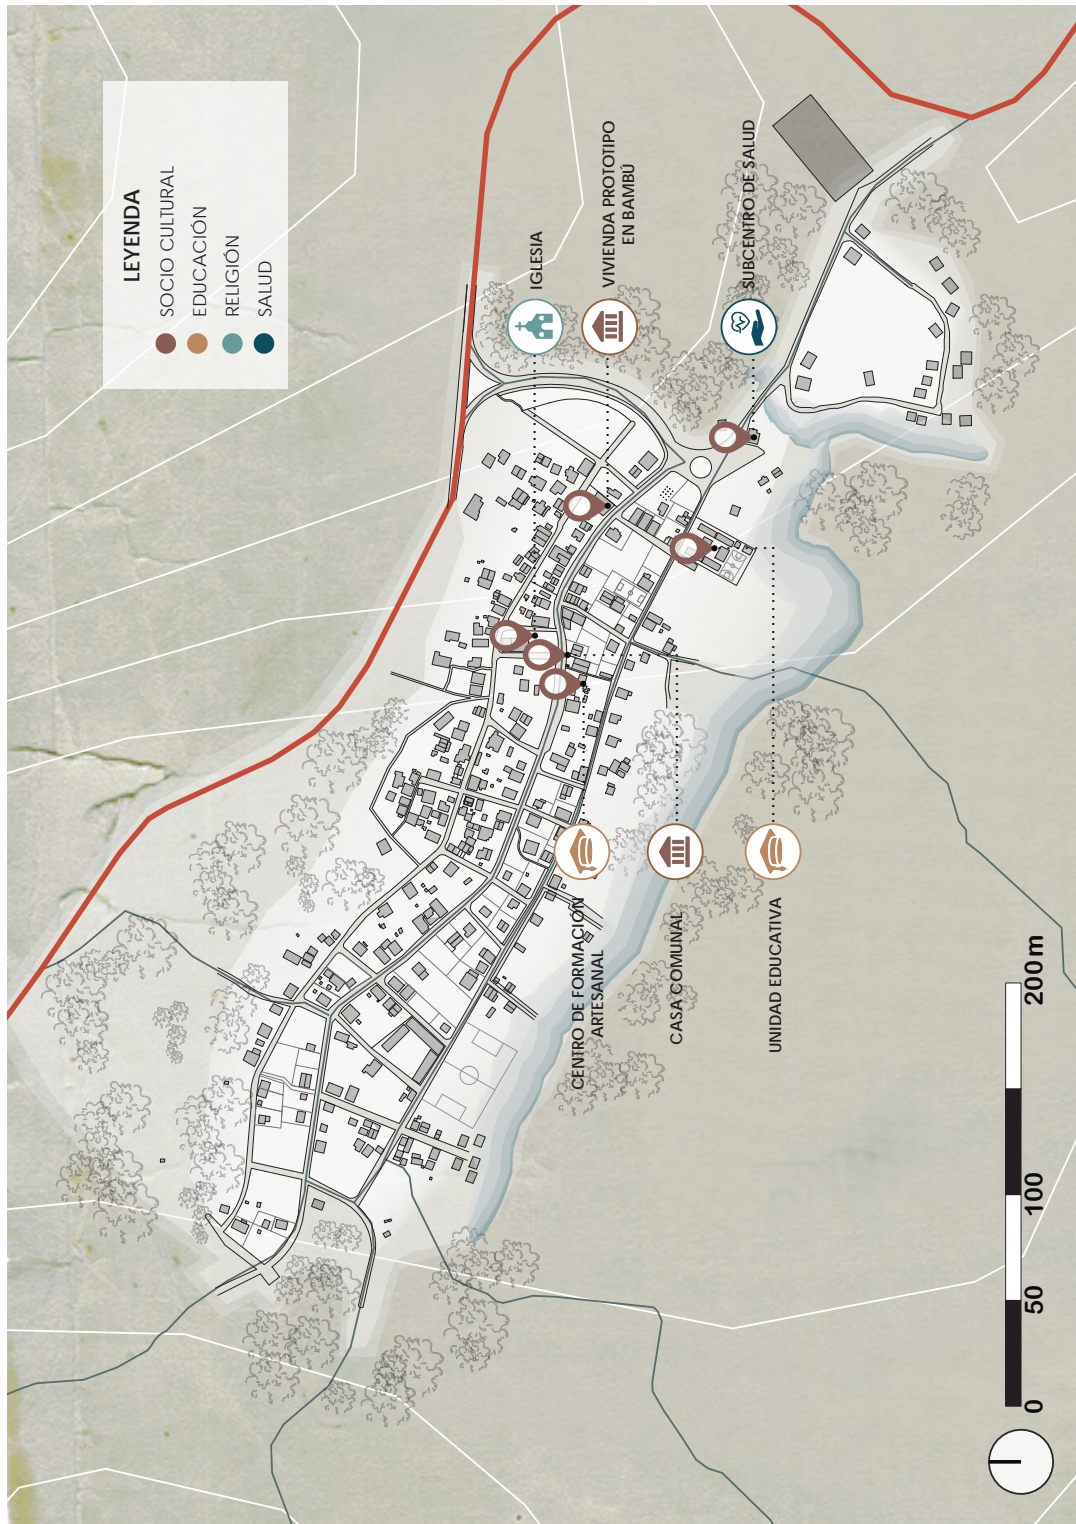 LEYENDA
SOCIO CULTURAL
EDUCACIÓN
RELIGIÓN
SALUD
IGLESIA
VIVIENDA PROTOTIPO
EN BAMBÚ
SUBCENTRO DE SALUD
CENTRO DE FORMACIÓN
ARTESANAL
CASA COMUNAL
UNIDAD EDUCATIVA
0
50
100
200m